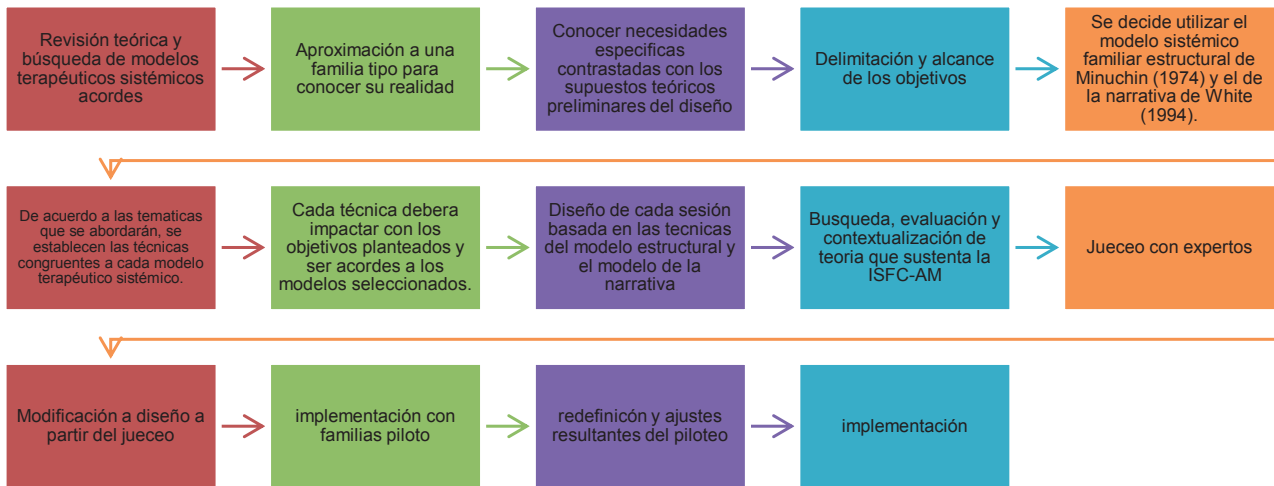 Revisión teórica y
búsqueda de modelos
terapéuticos sistémicos
acordes
Aproximación a una
familia tipo para
conocer su realidad
Conocer necesidades
especificas
contrastadas con los
supuestos teóricos
preliminares del diseño
Delimitación y alcance
de los objetivos
Se decide utilizar el
modelo sistémico
familiar estructural de
Minuchin (1974) y el de
la narrativa de White
(1994).
De acuerdo a las tematicas
que se abordarán, se
establecen las técnicas
congruentes a cada modelo
terapéutico sistémico.
Cada técnica debera
impactar con los
objetivos planteados y
ser acordes a los
modelos seleccionados.
Diseño de cada sesión
basada en las tecnicas
del modelo estructural y
el modelo de la
narrativa
Busqueda, evaluación y
contextualización de
teoria que sustenta la
ISFC-AM
Jueceo con expertos
Modificación a diseño a
partir del jueceo
implementación con
familias piloto
redefinicón y ajustes
resultantes del piloteo
implementación